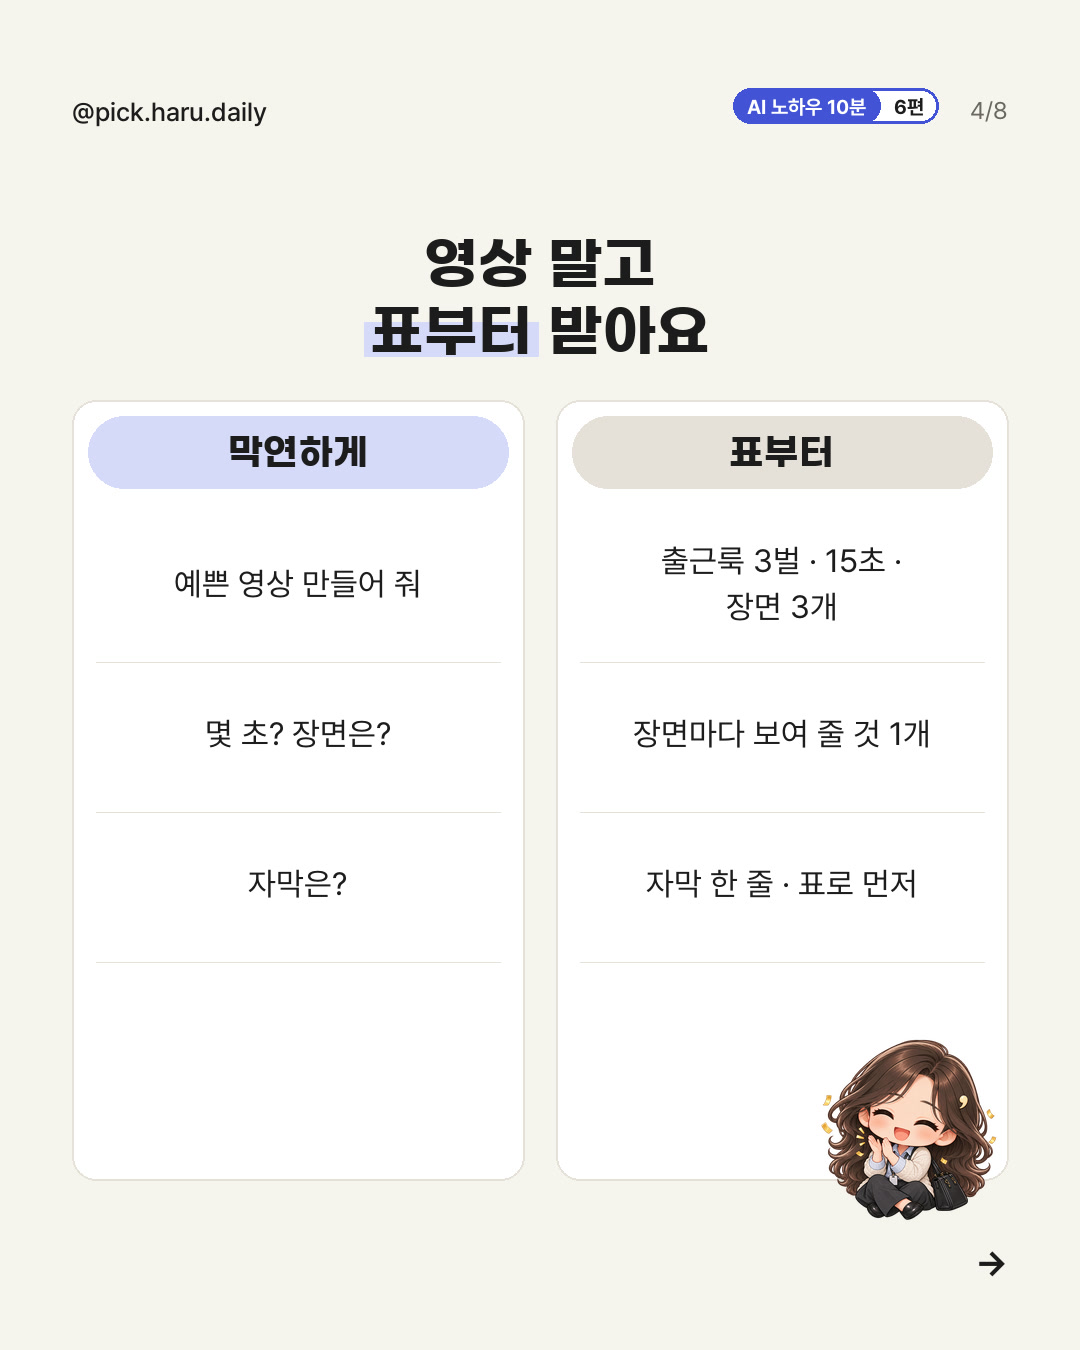 @pick.haru.daily
AI 노하우 10분 6편
4/8
영상 말고
표부터 받아요
막연하게
예쁜 영상 만들어 줘
몇 초? 장면은?
자막은?
표부터
출근룩 3벌 · 15초 ·
장면 3개
장면마다 보여 줄 것 1개
자막 한 줄 · 표로 먼저
→